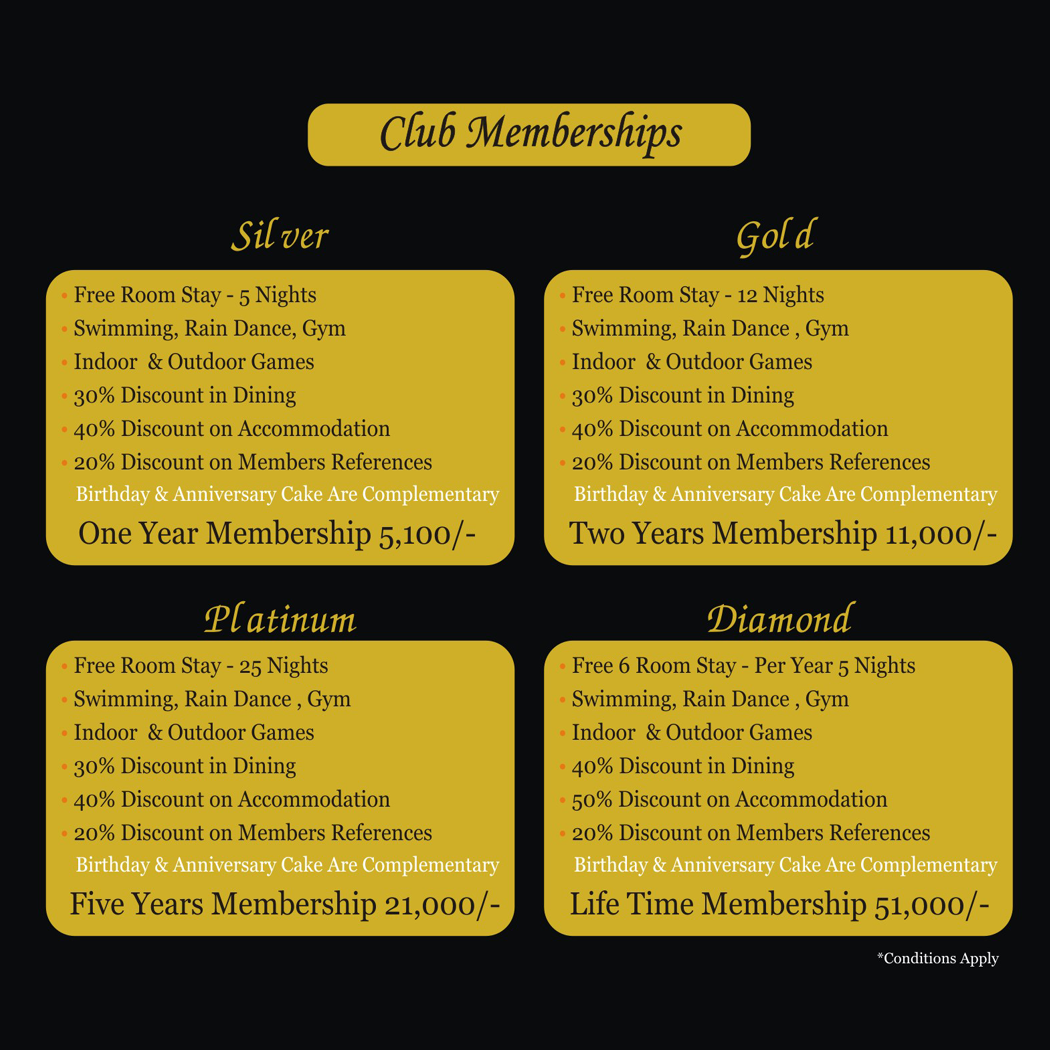 Club Memberships
Silver
• Free Room Stay - 5 Nights
• Swimming, Rain Dance, Gym
• Indoor & Outdoor Games
• 30% Discount in Dining
• 40% Discount on Accommodation
• 20% Discount on Members References
Birthday & Anniversary Cake Are Complementary
One Year Membership 5,100/-
Gold
• Free Room Stay - 12 Nights
• Swimming, Rain Dance , Gym
• Indoor & Outdoor Games
• 30% Discount in Dining
• 40% Discount on Accommodation
• 20% Discount on Members References
Birthday & Anniversary Cake Are Complementary
Two Years Membership 11,000/-
Platinum
• Free Room Stay - 25 Nights
• Swimming, Rain Dance , Gym
• Indoor & Outdoor Games
• 30% Discount in Dining
• 40% Discount on Accommodation
• 20% Discount on Members References
Birthday & Anniversary Cake Are Complementary
Five Years Membership 21,000/-
Diamond
• Free 6 Room Stay - Per Year 5 Nights
• Swimming, Rain Dance , Gym
• Indoor & Outdoor Games
• 40% Discount in Dining
• 50% Discount on Accommodation
• 20% Discount on Members References
Birthday & Anniversary Cake Are Complementary
Life Time Membership 51,000/-
*Conditions Apply